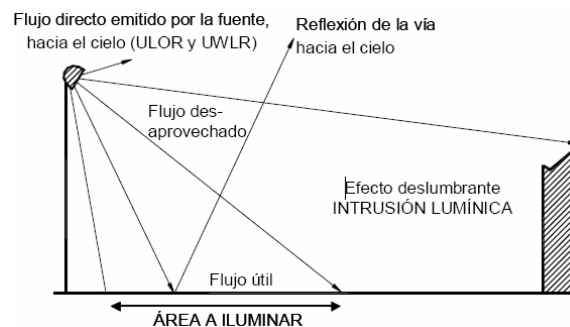 Flujo directo emitido por la fuente,
hacia el cielo (ULOR y UWLR)
Reflexión de la vía
hacia el cielo
Flujo des-
aprovechado
Efecto deslumbrante
INTRUSIÓN LUMÍNICA
Flujo útil
ÁREA A ILUMINAR